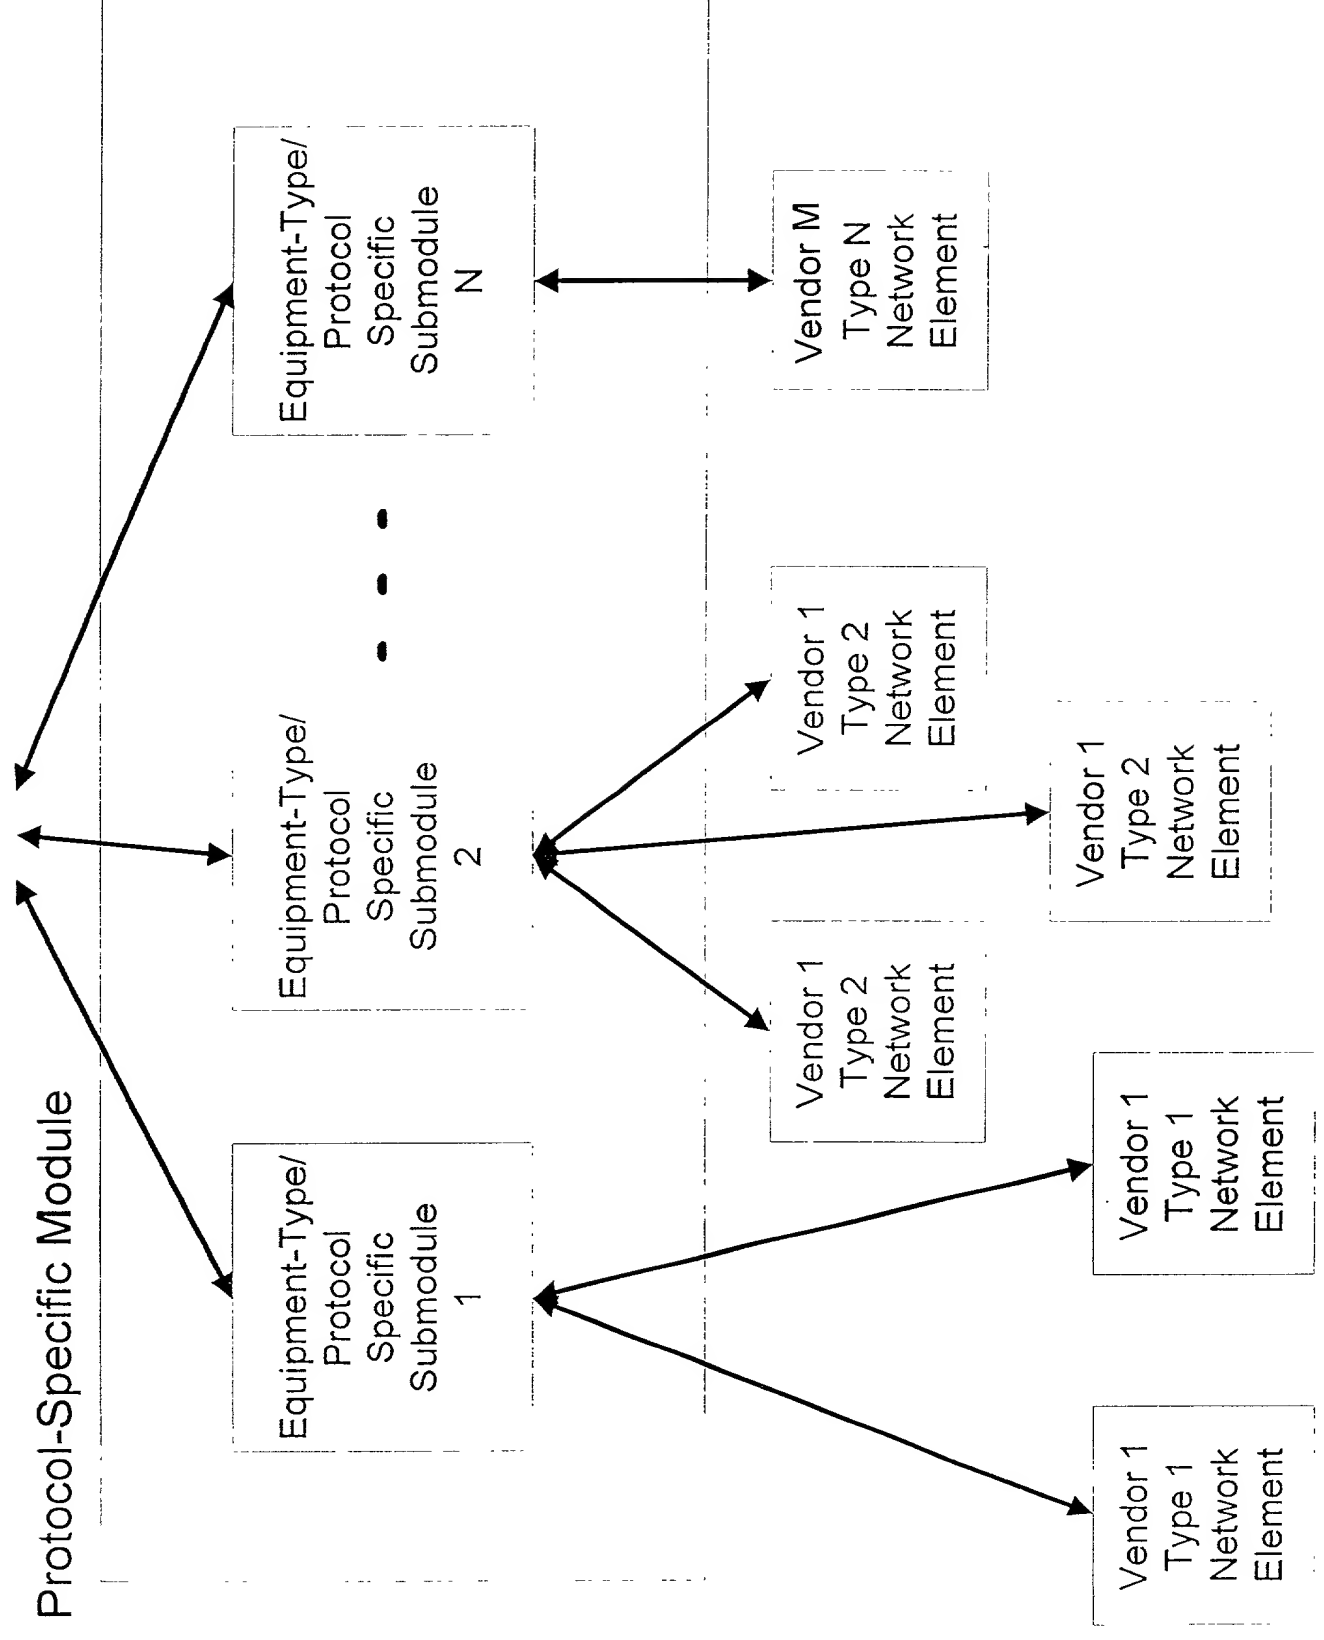 Protocol-Specific Module
Equipment-Type/
Protocol
Specific
Submodule
1
Equipment-Type/
Protocol
Specific
Submodule
2
Equipment-Type/
Protocol
Specific
Submodule
N
Vendor 1
Type 1
Network
Element
Vendor 1
Type 1
Network
Element
Vendor 1
Type 2
Network
Element
Vendor 1
Type 2
Network
Element
Vendor 1
Type 2
Network
Element
Vendor M
Type N
Network
Element